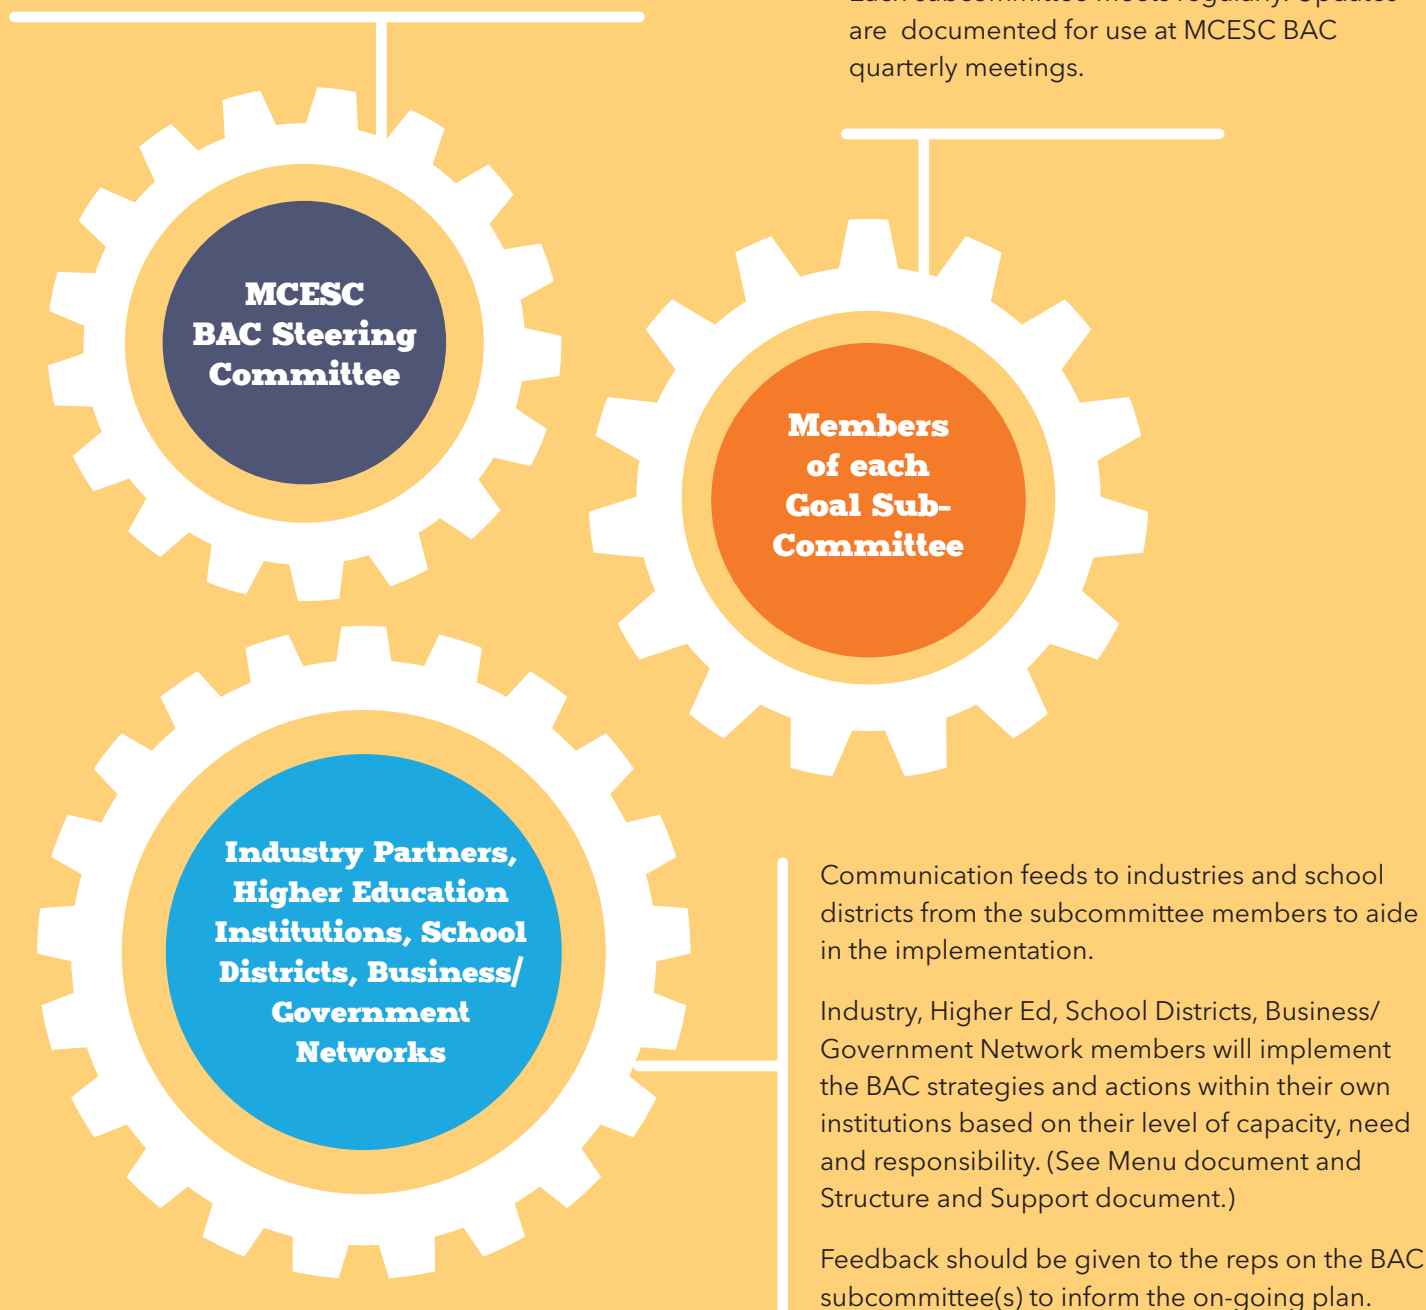 Each subcommittee meets regularly. Updates
are documented for use at MCESC BAC
quarterly meetings.
MCESC
BAC Steering
Committee
Members
of each
Goal Sub-
Committee
Industry Partners,
Higher Education
Institutions, School
Districts, Business/
Government
Networks
Communication feeds to industries and school
districts from the subcommittee members to aide
in the implementation.
Industry, Higher Ed, School Districts, Business/
Government Network members will implement
the BAC strategies and actions within their own
institutions based on their level of capacity, need
and responsibility. (See Menu document and
Structure and Support document.)
Feedback should be given to the reps on the BAC
subcommittee(s) to inform the on-going plan.